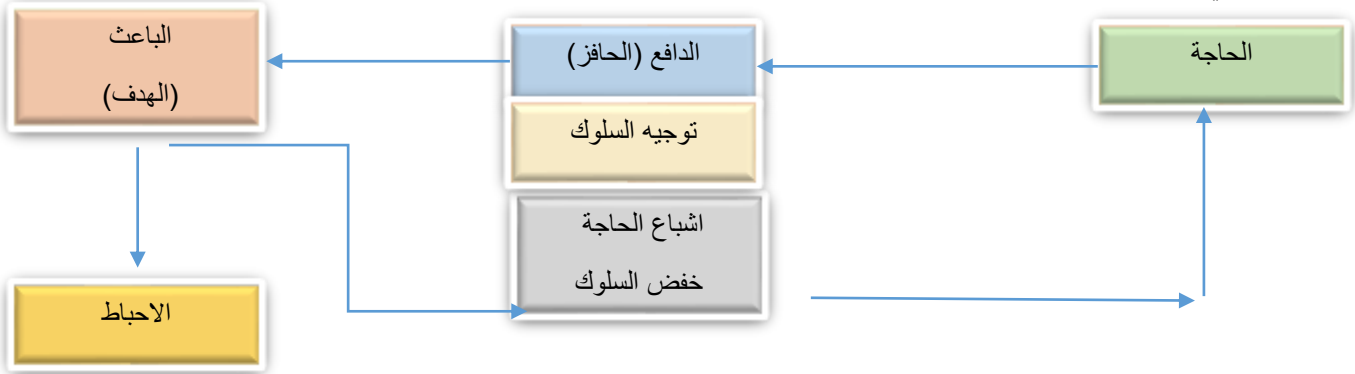 الحاجة
الدافع (الحافز)
توجيه السلوك
اشباع الحاجة
خفض السلوك
الباعث
(الهدف)
الاحباط